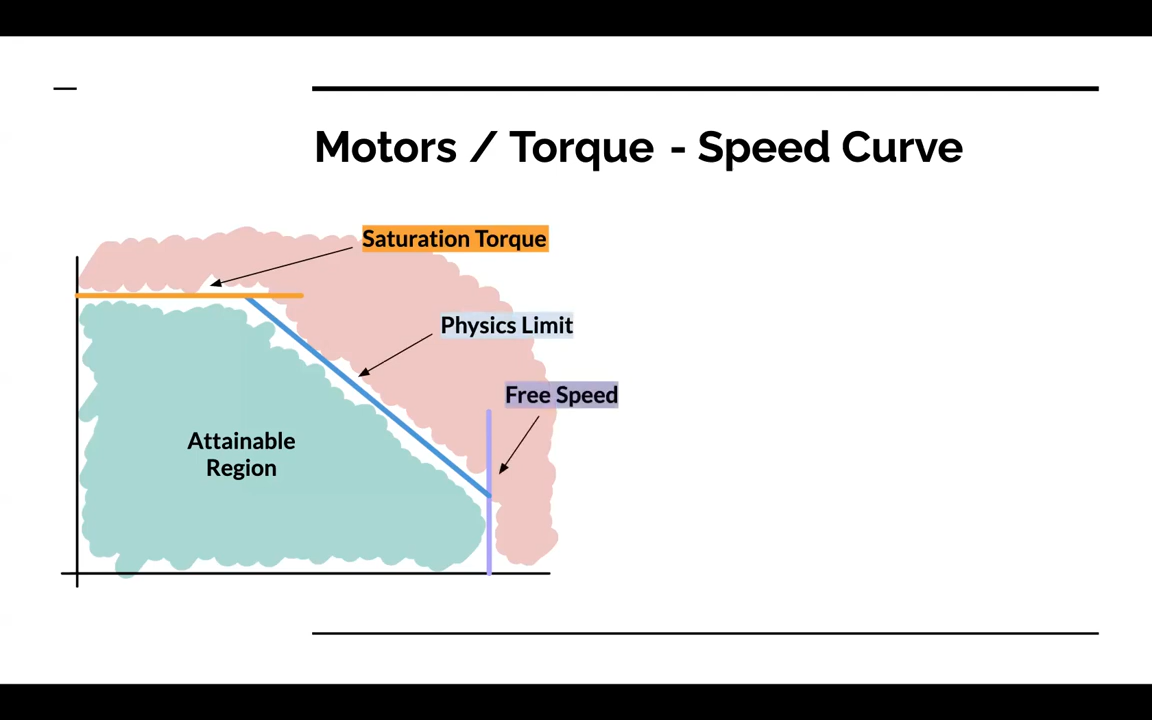 Motors / Torque - Speed Curve
Saturation Torque
Physics Limit
Free Speed
Attainable
Region